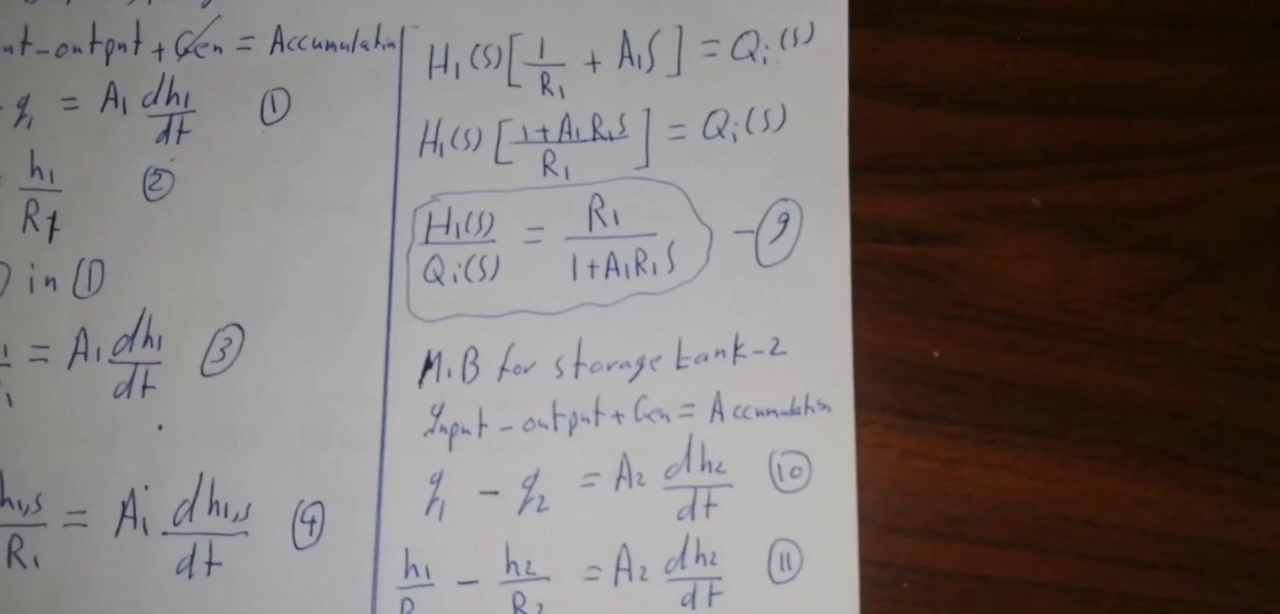 nt-output + Gen = Accumulation
- q1 = A1 dh1/dt ①
h1/R1 ②
) in ①
= A1 dh1/dt ③
h1,s/R1 = A1 dh1,s/dt ④
H1(s) [1/R1 + A1S] = Qi(s)
H1(s) [1+A1R1S/R1] = Qi(s)
H1(s)/Qi(s) = R1/1+A1R1S - ⑨
M.B for storage tank-2
Input - output + Gen = Accumulation
q1 - q2 = A2 dh2/dt ⑩
h1/R - h2/R2 = A2 dh2/dt ⑪